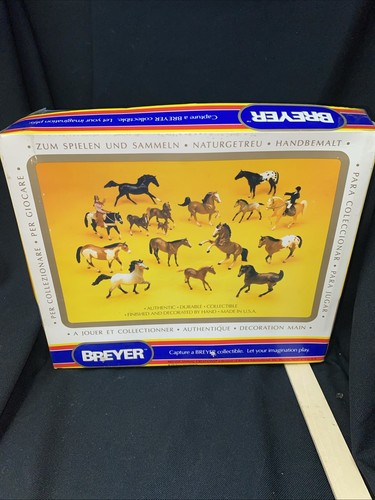 Capture a BREYER collectible. Let your imagination play.
BREYER
ZUM SPIELEN UND SAMMELN • NATURGETREU • HANDBEMALT •
PER COLLEZIONARE • PER GIOCARE •
PARA COLECCIONAR • PARA JUGAR
• AUTHENTIC • DURABLE • COLLECTIBLE
• FINISHED AND DECORATED BY HAND • MADE IN U.S.A.
• A JOUER ET COLLECTIONNER • AUTHENTIQUE • DECORATION MAIN •
BREYER
Capture a BREYER collectible. Let your imagination play.